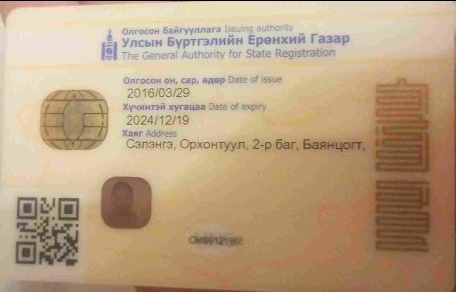 Олгосон байгууллага Issuing authority
Улсын Бүртгэлийн Ерөнхий Газар
The General Authority for State Registration
Олгосон он, сар, өдөр Date of issue
2016/03/29
Хүчинтэй хугацаа Date of expiry
2024/12/19
Хаяг Address
Сэлэнгэ, Орхонтуул, 2-р баг, Баянцогт,